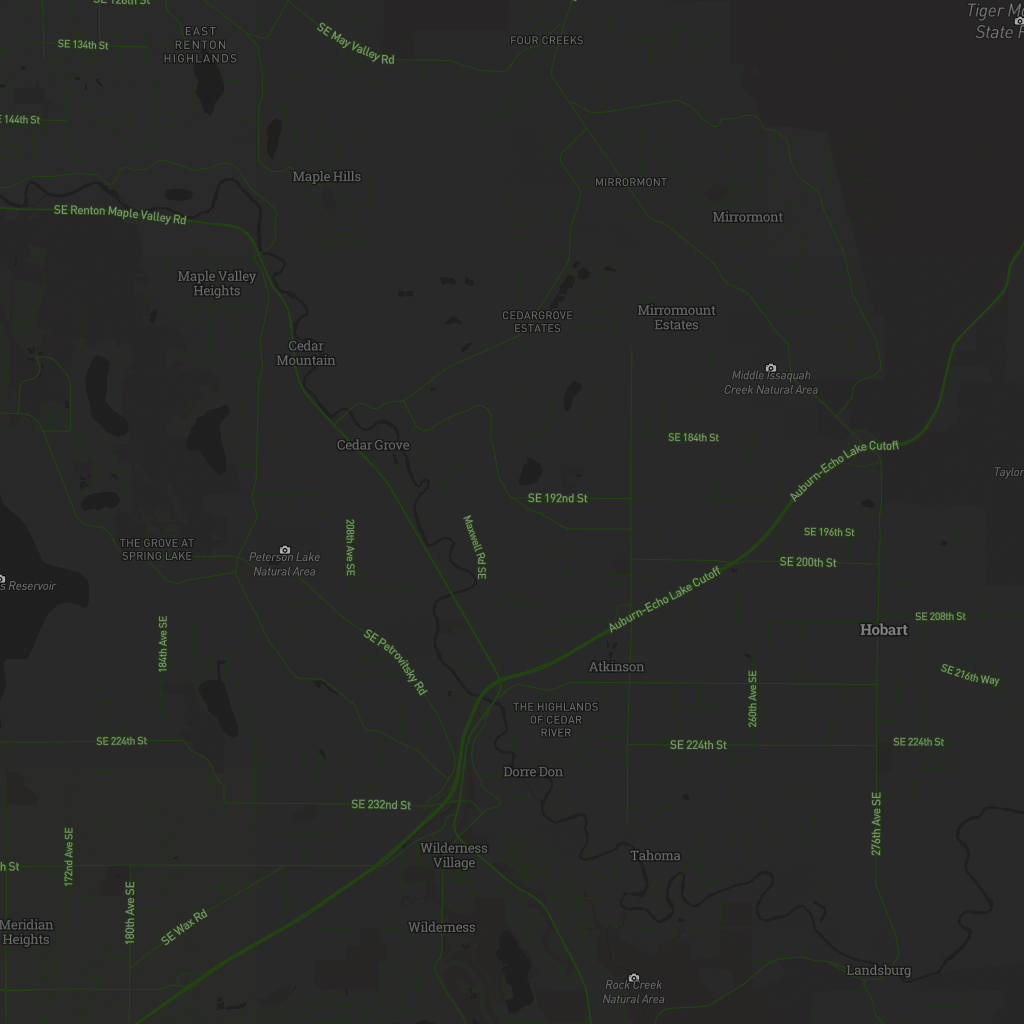 SE 128th St
Tiger Mo
State F
SE 134th St
EAST
RENTON
HIGHLANDS
SE May Valley Rd
FOUR CREEKS
E 144th St
Maple Hills
MIRRORMONT
Mirrormont
SE Renton Maple Valley Rd
Maple Valley
Heights
CEDARGROVE
ESTATES
Mirrormount
Estates
Cedar
Mountain
Middle Issaquah
Creek Natural Area
Cedar Grove
SE 184th St
Auburn-Echo Lake Cutoff
Taylor
SE 192nd St
Maxwell Rd SE
208th Ave SE
SE 196th St
THE GROVE AT
SPRING LAKE
Peterson Lake
Natural Area
SE 200th St
s Reservoir
Auburn-Echo Lake Cutoff
184th Ave SE
SE 208th St
Hobart
SE Petrovitsky Rd
Atkinson
SE 216th Way
260th Ave SE
THE HIGHLANDS
OF CEDAR
RIVER
SE 224th St
SE 224th St
SE 224th St
Dorre Don
SE 232nd St
276th Ave SE
Wilderness
Village
Tahoma
h St
172nd Ave SE
180th Ave SE
SE Wax Rd
Meridian
Heights
Wilderness
Landsburg
Rock Creek
Natural Area